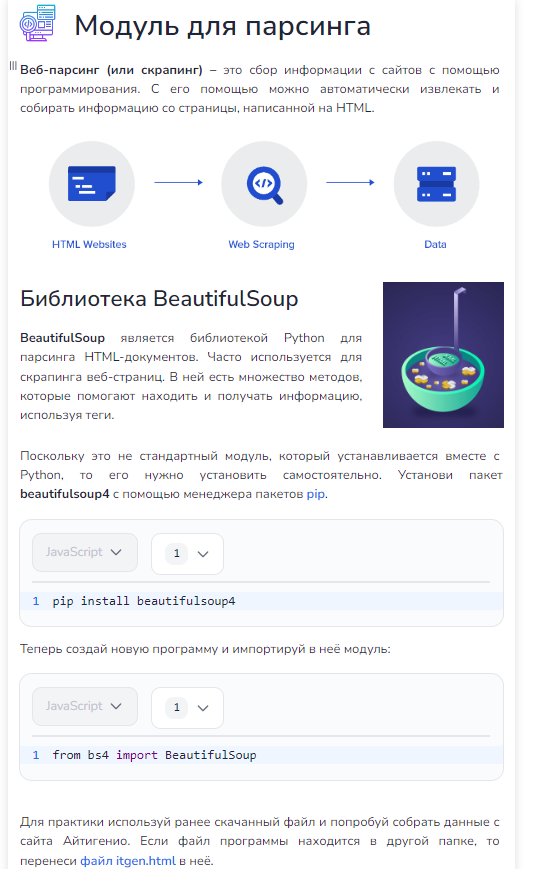 Модуль для парсинга
Веб-парсинг (или скрапинг) – это сбор информации с сайтов с помощью
программирования. С его помощью можно автоматически извлекать и
собирать информацию со страницы, написанной на HTML.
HTML Websites
Web Scraping
Data
Библиотека BeautifulSoup
BeautifulSoup является библиотекой Python для
парсинга HTML-документов. Часто используется для
скрапинга веб-страниц. В ней есть множество методов,
которые помогают находить и получать информацию,
используя теги.
Поскольку это не стандартный модуль, который устанавливается вместе с
Python, то его нужно установить самостоятельно. Установи пакет
beautifulsoup4 с помощью менеджера пакетов pip.
JavaScript 1
1 pip install beautifulsoup4
Теперь создай новую программу и импортируй в неё модуль:
JavaScript 1
1 from bs4 import BeautifulSoup
Для практики используй ранее скачанный файл и попробуй собрать данные с
сайта Айтигенио. Если файл программы находится в другой папке, то
перенеси файл itgen.html в неё.